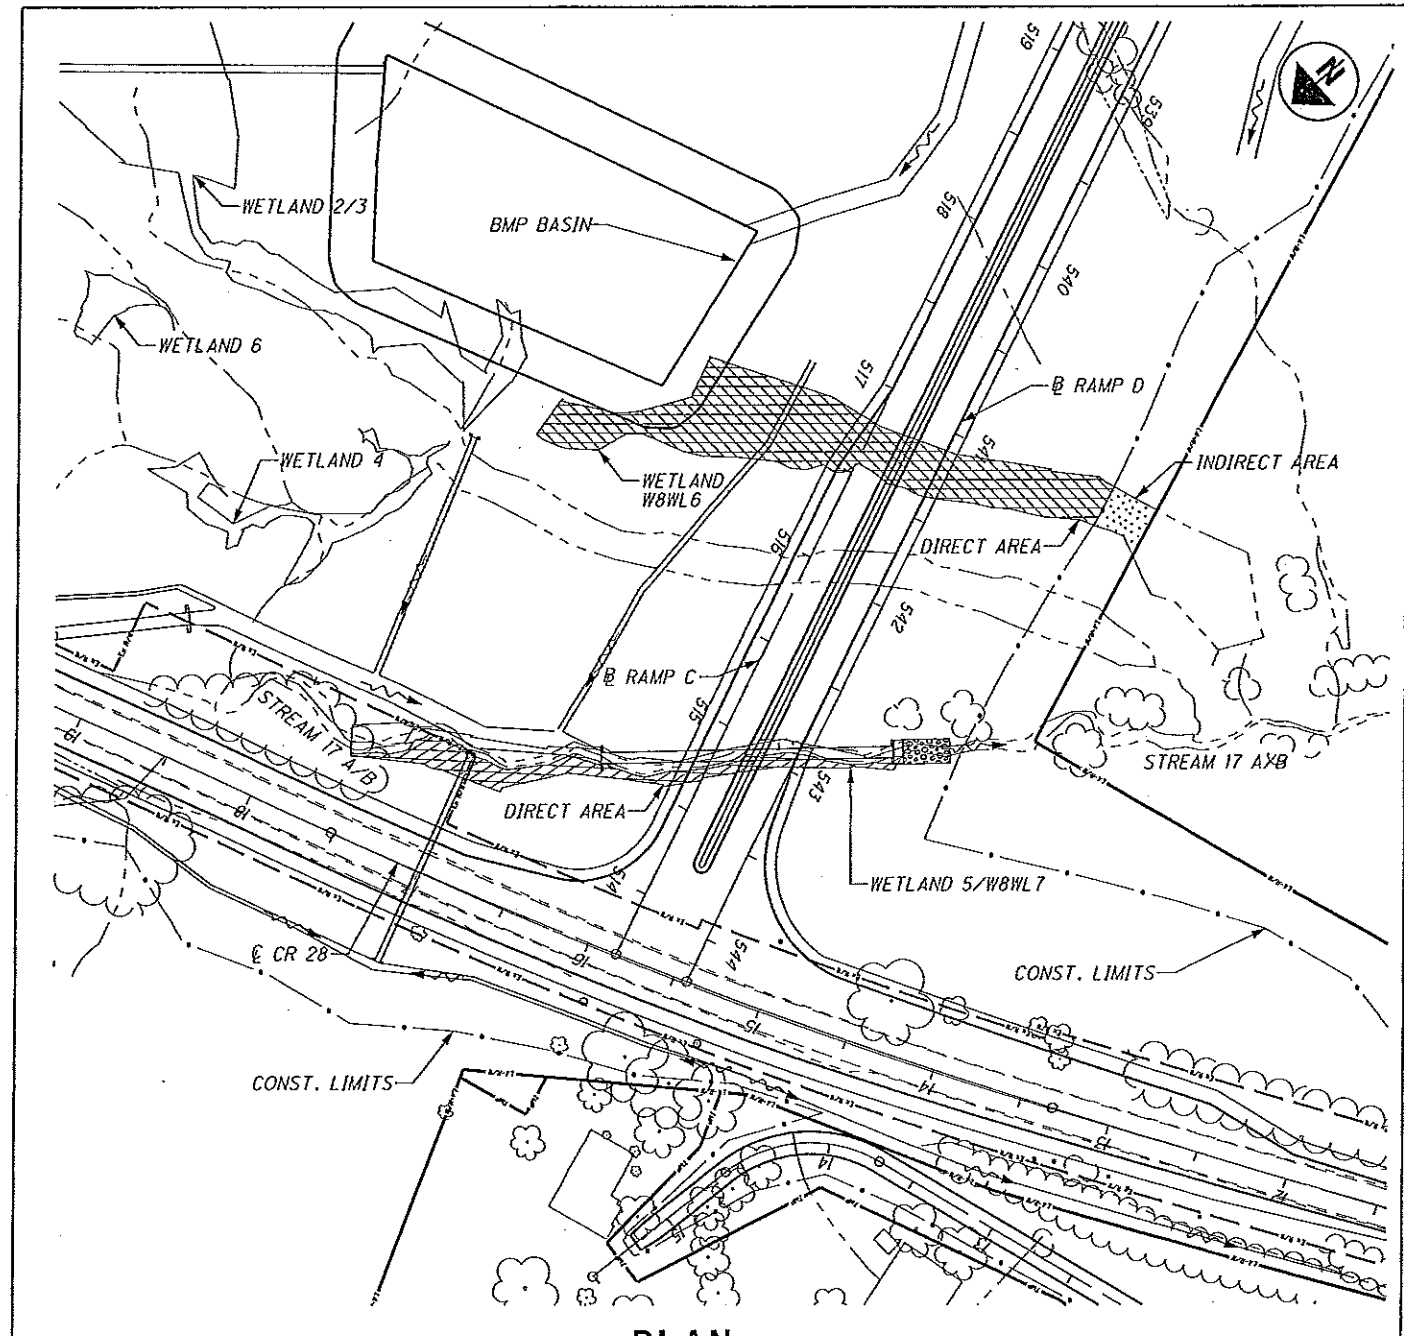 519
N
539
WETLAND 2/3
BMP BASIN
518
540
WETLAND 6
517
℄ RAMP D
541
WETLAND 4
INDIRECT AREA
WETLAND
W8WL6
516
DIRECT AREA
542
℄ RAMP C
515
STREAM 17 A/B
19
STREAM 17 AXB
543
DIRECT AREA
18
514
WETLAND 5/W8WL7
544
℄ CR 28
16
CONST. LIMITS
15
CONST. LIMITS
14
13
14
12
13
PLAN